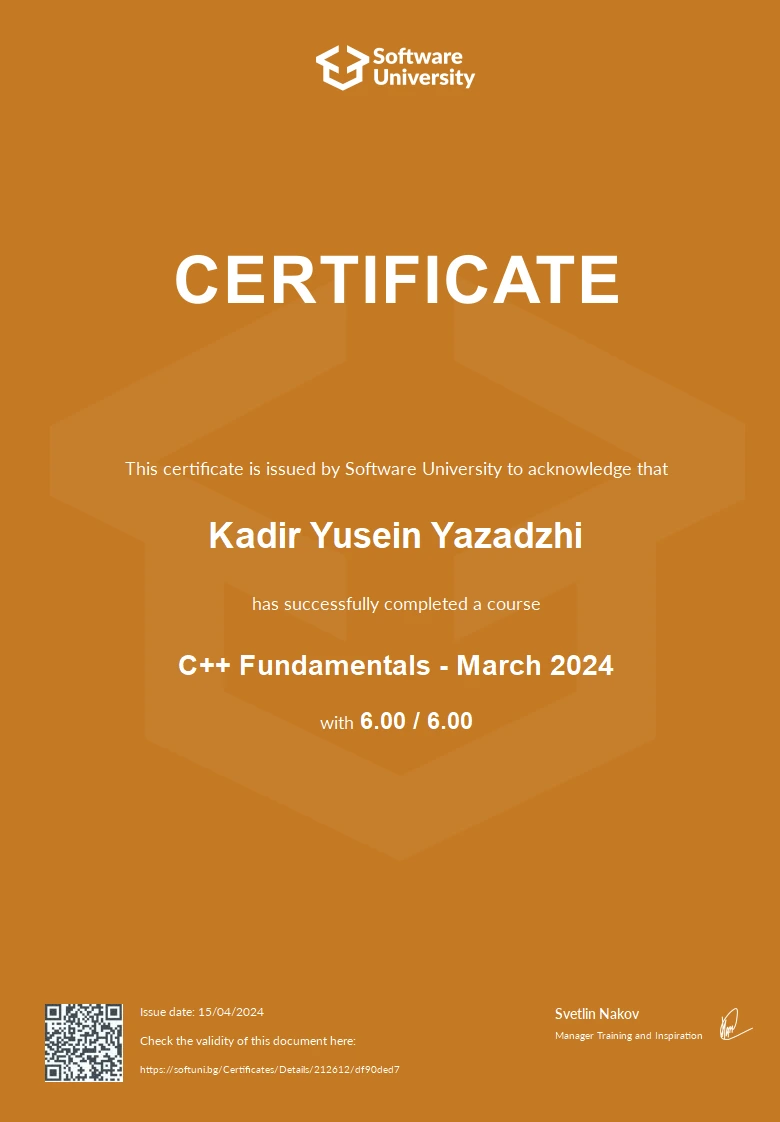 Software
University
CERTIFICATE
This certificate is issued by Software University to acknowledge that
Kadir Yusein Yazadzhi
has successfully completed a course
C++ Fundamentals - March 2024
with 6.00 / 6.00
Issue date: 15/04/2024
Check the validity of this document here:
https://softuni.bg/Certificates/Details/212612/df90ded7
Svetlin Nakov
Manager Training and Inspiration